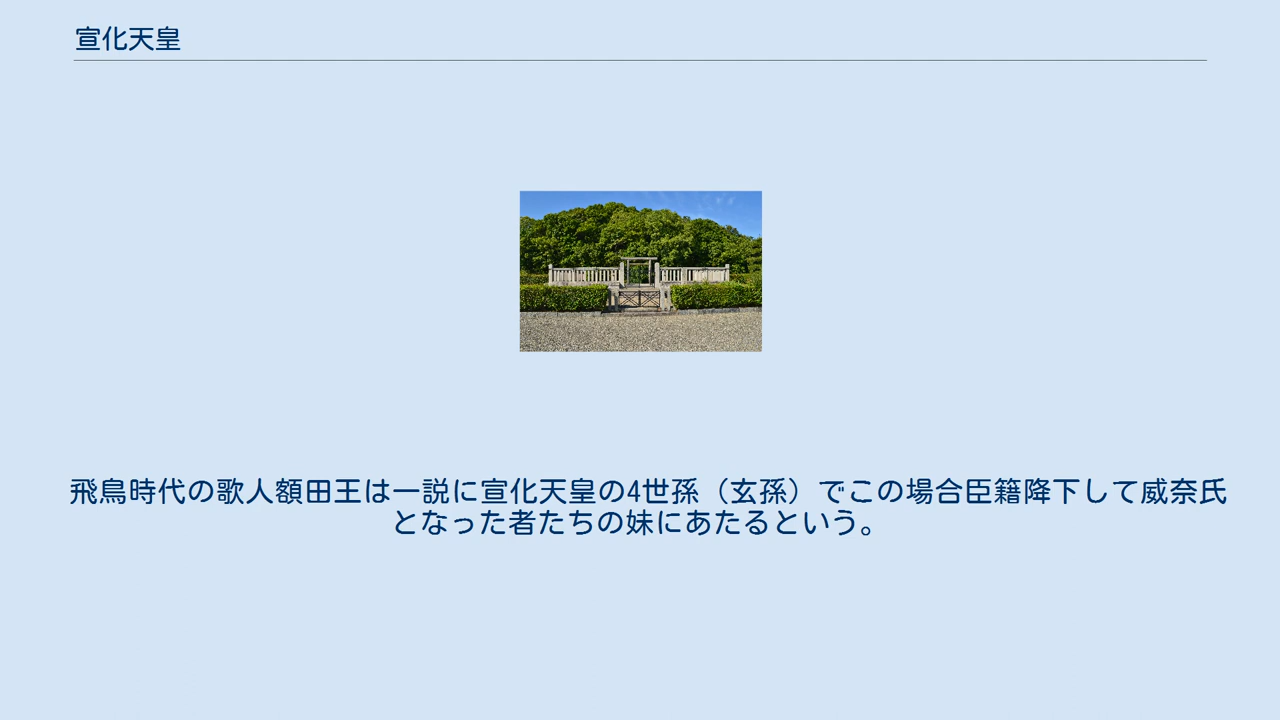 宣化天皇
飛鳥時代の歌人額田王は一説に宣化天皇の4世孫（玄孫）でこの場合臣籍降下して威奈氏
となった者たちの妹にあたるという。